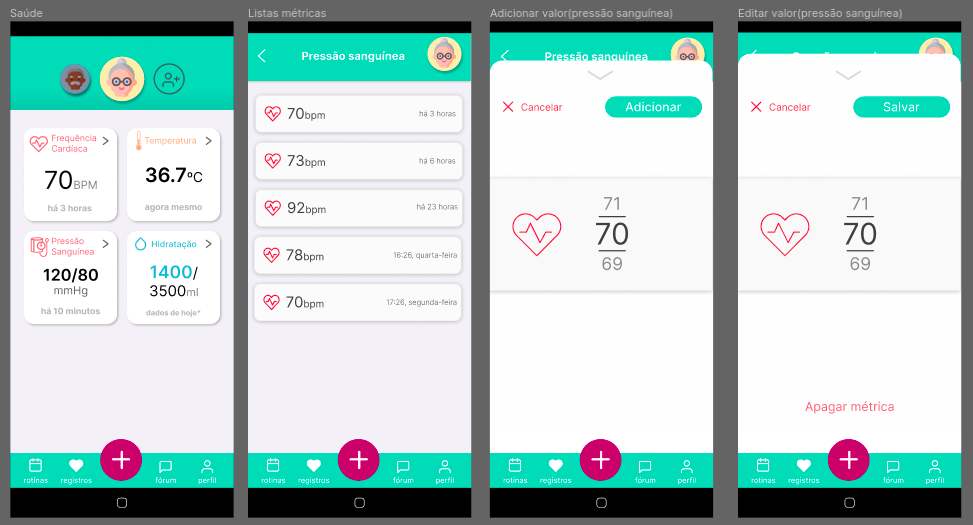 Saúde
Frequência
Cardíaca
70BPM
há 3 horas
Temperatura
36.7ºC
agora mesmo
Pressão
Sanguínea
120/80
mmHg
há 10 minutos
Hidratação
1400/
3500ml
dados de hoje*
rotinas
registros
fórum
perfil
Listas métricas
Pressão sanguínea
70bpm
há 3 horas
73bpm
há 6 horas
92bpm
há 23 horas
78bpm
16:26, quarta-feira
70bpm
17:26, segunda-feira
rotinas
registros
fórum
perfil
Adicionar valor(pressão sanguínea)
Pressão sanguínea
Cancelar
Adicionar
71
70
69
rotinas
registros
fórum
perfil
Editar valor(pressão sanguínea)
Cancelar
Salvar
71
70
69
Apagar métrica
rotinas
registros
fórum
perfil